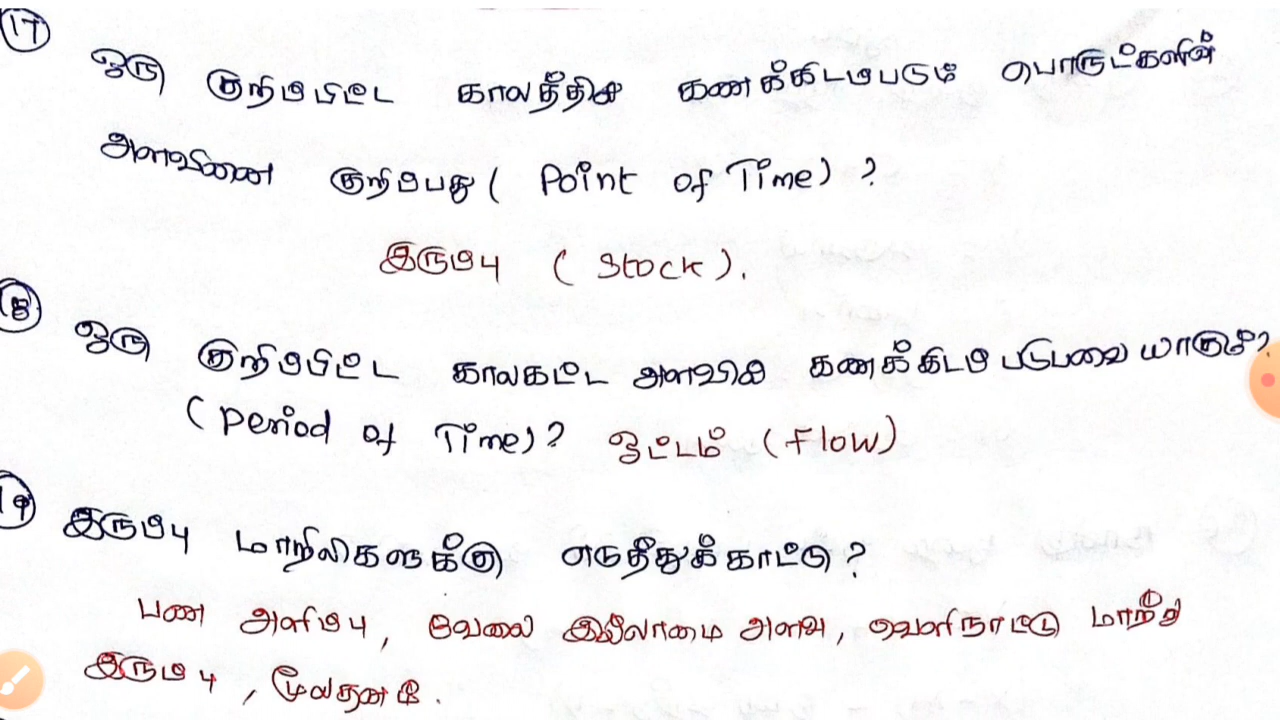 17
ஒரு குறிப்பிட்ட காலத்தில் கணக்கிடப்படும் பொருட்களின்
அளவினை குறிப்பது ( Point of Time ) ?
இருப்பு ( Stock ).
18
ஒரு குறிப்பிட்ட காலகட்ட அளவில் கணக்கிடப்படுபவை யாகும்?
( Period of Time ) ? ஓட்டம் ( Flow )
19
இருப்பு மாறிலிகளுக்கு எடுத்துக்காட்டு ?
பண அளிப்பு , வேலை இல்லாமை அளவு , வெளிநாட்டு மாற்று
இருப்பு , மூலதனம் .